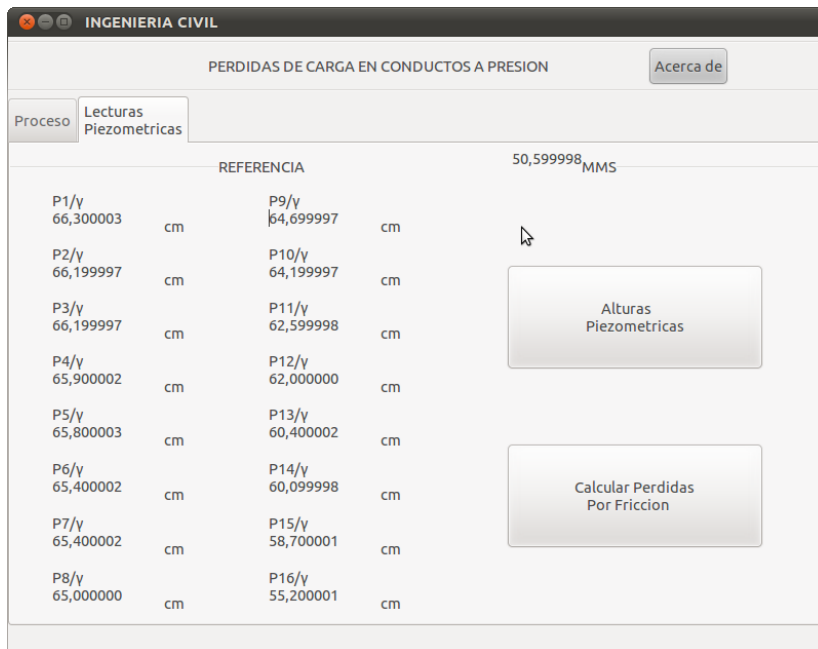 INGENIERIA CIVIL
PERDIDAS DE CARGA EN CONDUCTOS A PRESION
Acerca de
Proceso
Lecturas
Piezometricas
REFERENCIA
50,599998
MMS
P1/γ
66,300003
cm
P9/γ
64,699997
cm
P2/γ
66,199997
cm
P10/γ
64,199997
cm
P3/γ
66,199997
cm
P11/γ
62,599998
cm
P4/γ
65,900002
cm
P12/γ
62,000000
cm
P5/γ
65,800003
cm
P13/γ
60,400002
cm
P6/γ
65,400002
cm
P14/γ
60,099998
cm
P7/γ
65,400002
cm
P15/γ
58,700001
cm
P8/γ
65,000000
cm
P16/γ
55,200001
cm
Alturas
Piezometricas
Calcular Perdidas
Por Friccion